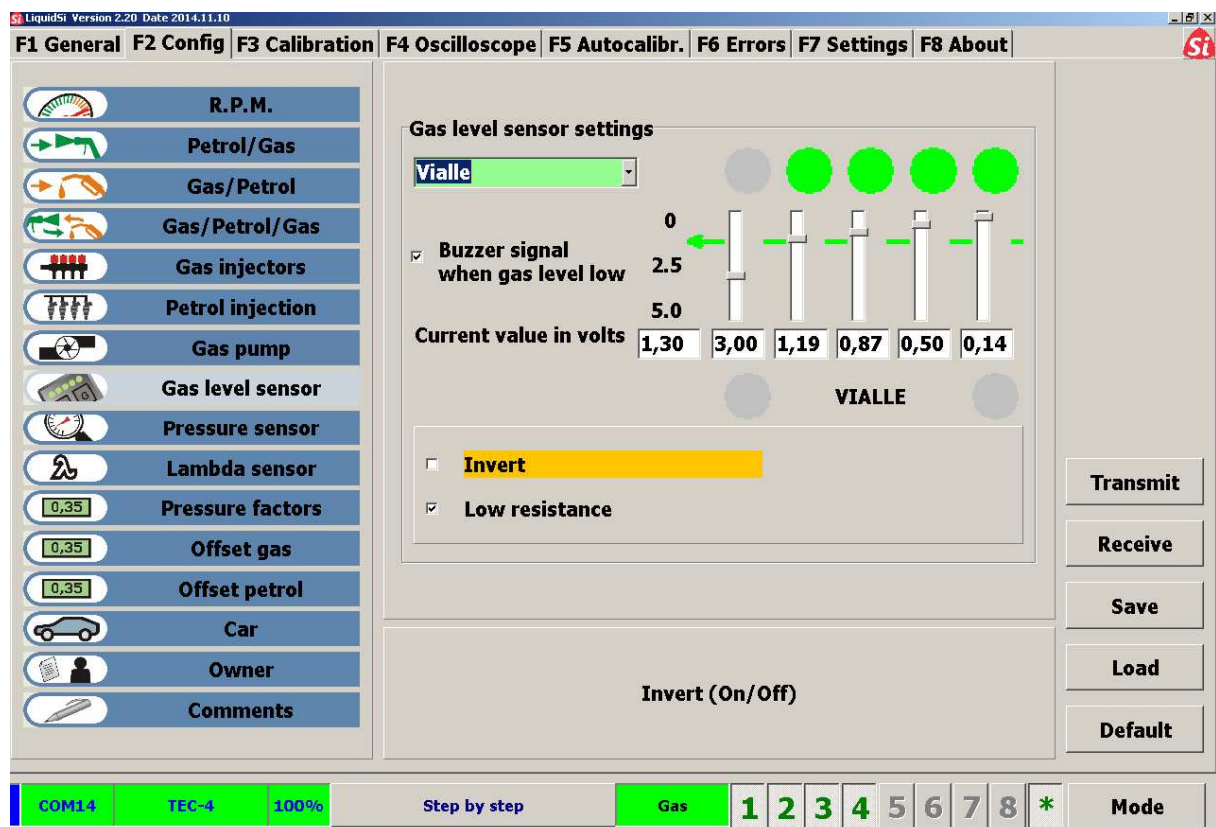 LiquidSi Version 2.20 Date 2014.11.10
F1 General F2 Config F3 Calibration F4 Oscilloscope F5 Autocalibr. F6 Errors F7 Settings F8 About
Si
R.P.M.
Petrol/Gas
Gas/Petrol
Gas/Petrol/Gas
Gas injectors
Petrol injection
Gas pump
Gas level sensor
Pressure sensor
Lambda sensor
0,35 Pressure factors
0,35 Offset gas
0,35 Offset petrol
Car
Owner
Comments
Gas level sensor settings
Vialle
Buzzer signal
when gas level low
0
2.5
5.0
Current value in volts 1,30 3,00 1,19 0,87 0,50 0,14
VIALLE
Invert
Low resistance
Invert (On/Off)
Transmit
Receive
Save
Load
Default
COM14 TEC-4 100% Step by step Gas 1 2 3 4 5 6 7 8 * Mode